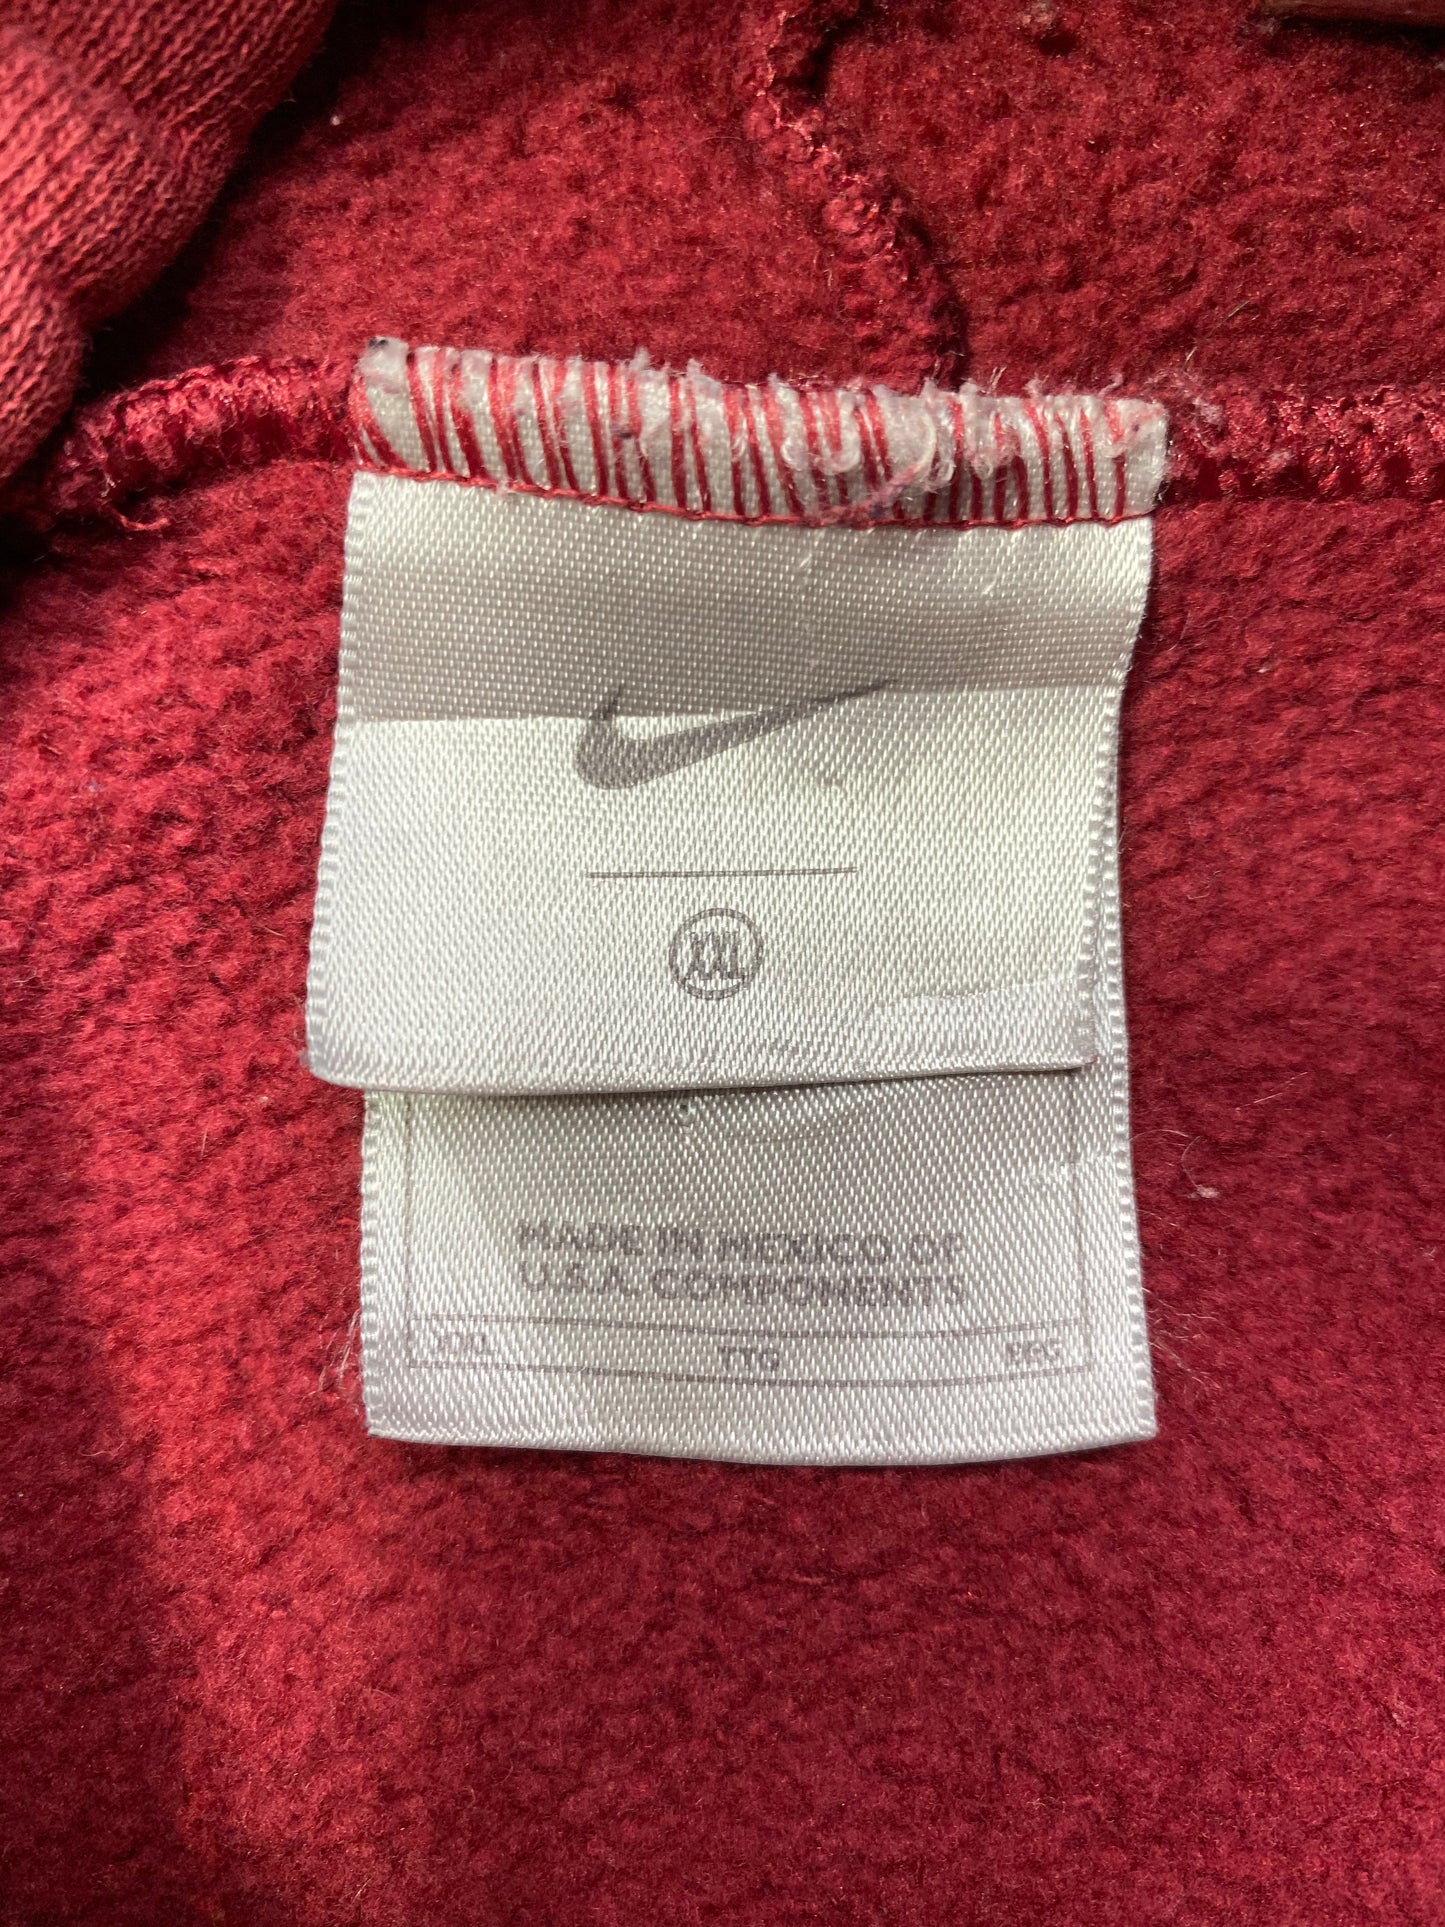 XXL
MADE IN MEXICO OF
U.S.A. COMPONENTS
XXL TTG